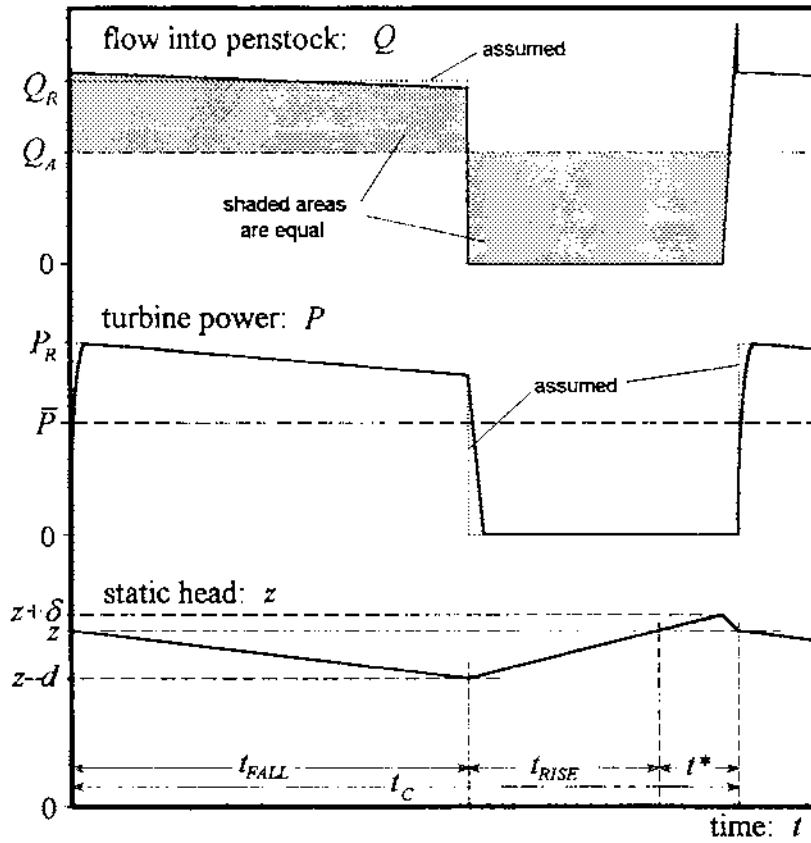 flow into penstock: Q
assumed
Q_R
Q_A
shaded areas
are equal
0
turbine power: P
P_R
assumed
P̅
0
static head: z
z+δ
z
z--d
t_FALL
t_RISE
t*
t_C
0
time: t